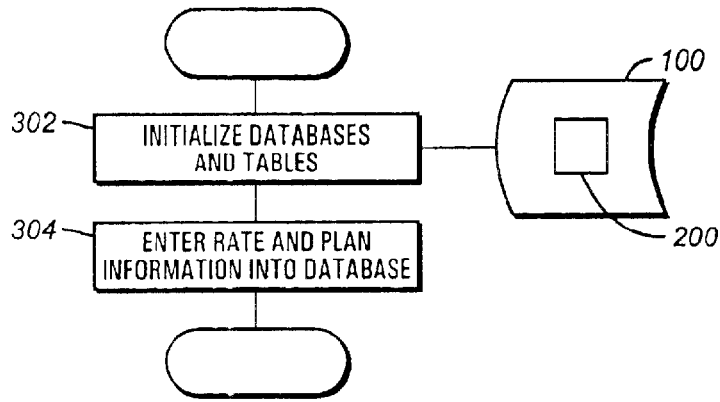 100
302
INITIALIZE DATABASES
AND TABLES
200
304
ENTER RATE AND PLAN
INFORMATION INTO DATABASE